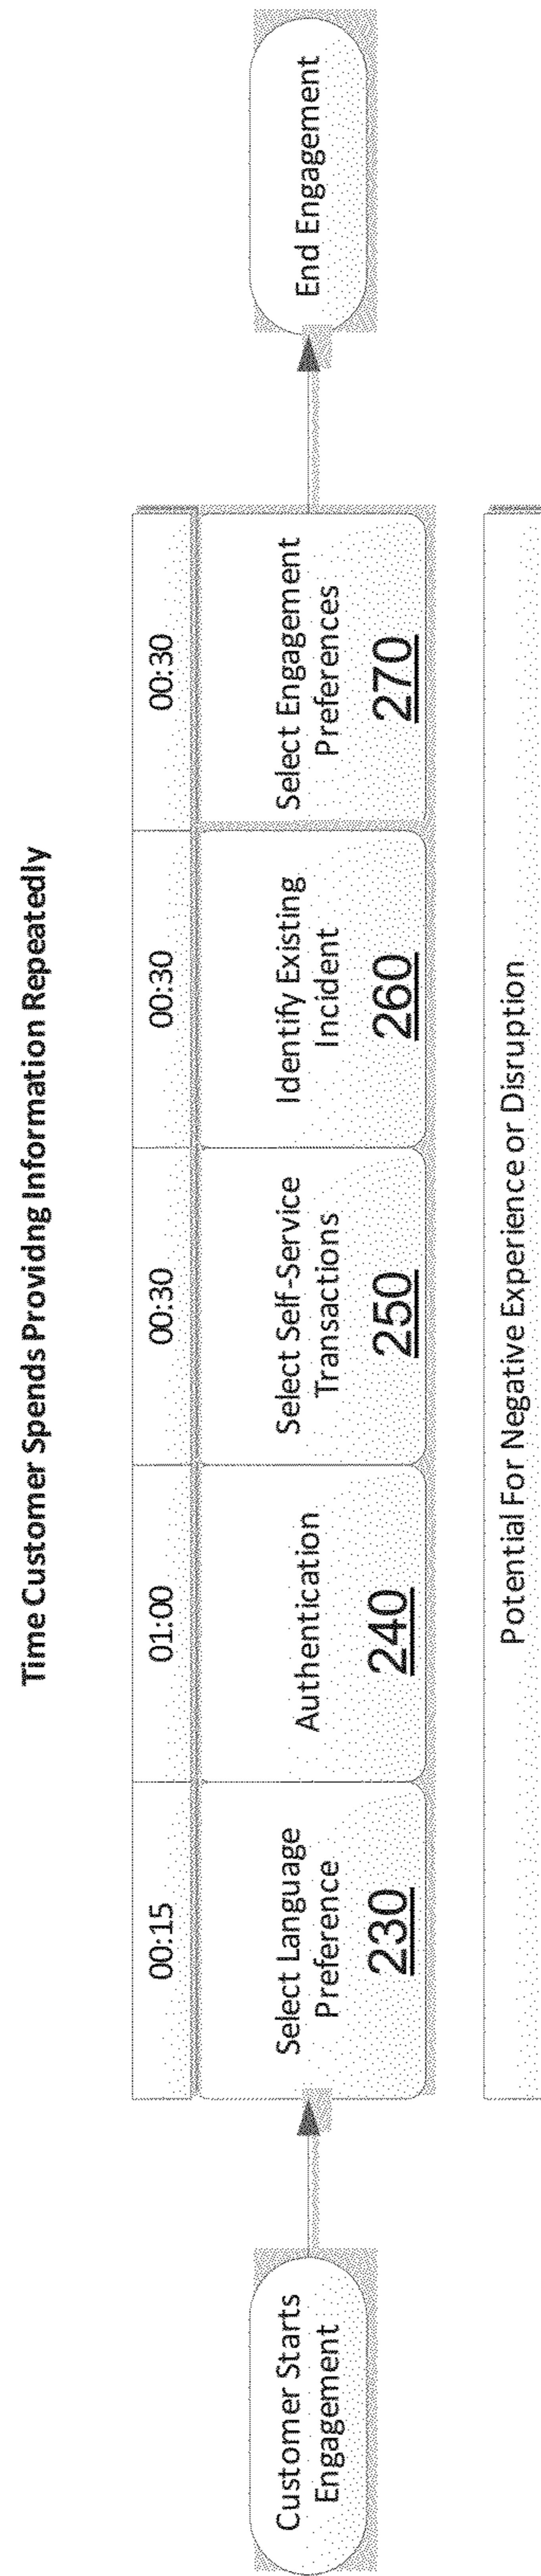 Time Customer Spends Providng Information Repeatedly
Customer Starts
Engagement
00:15
Select Language
Preference
230
01:00
Authentication
240
00:30
Select Self-Service
Transactions
250
00:30
Identify Existing
Incident
260
00:30
Select Engagement
Preferences
270
End Engagement
Potential For Negative Experience or Disruption